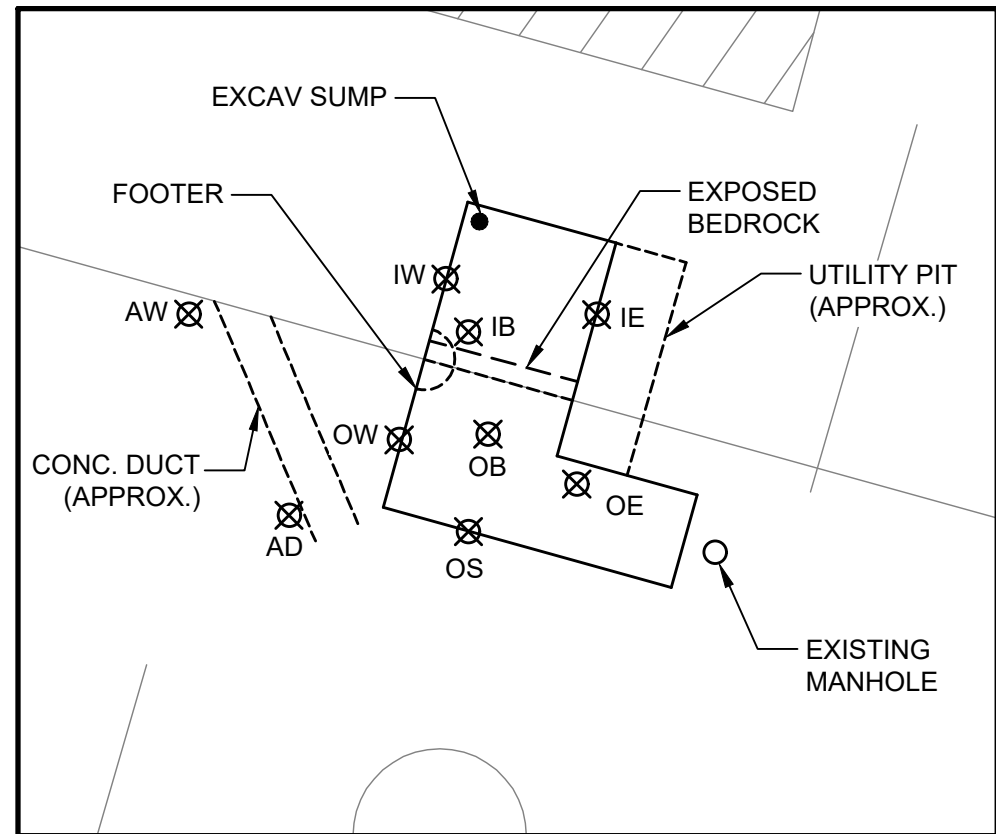 EXCAV SUMP
FOOTER
EXPOSED
BEDROCK
UTILITY PIT
(APPROX.)
IW
AW
IB
IE
OW
OB
CONC. DUCT
(APPROX.)
OE
AD
OS
EXISTING
MANHOLE